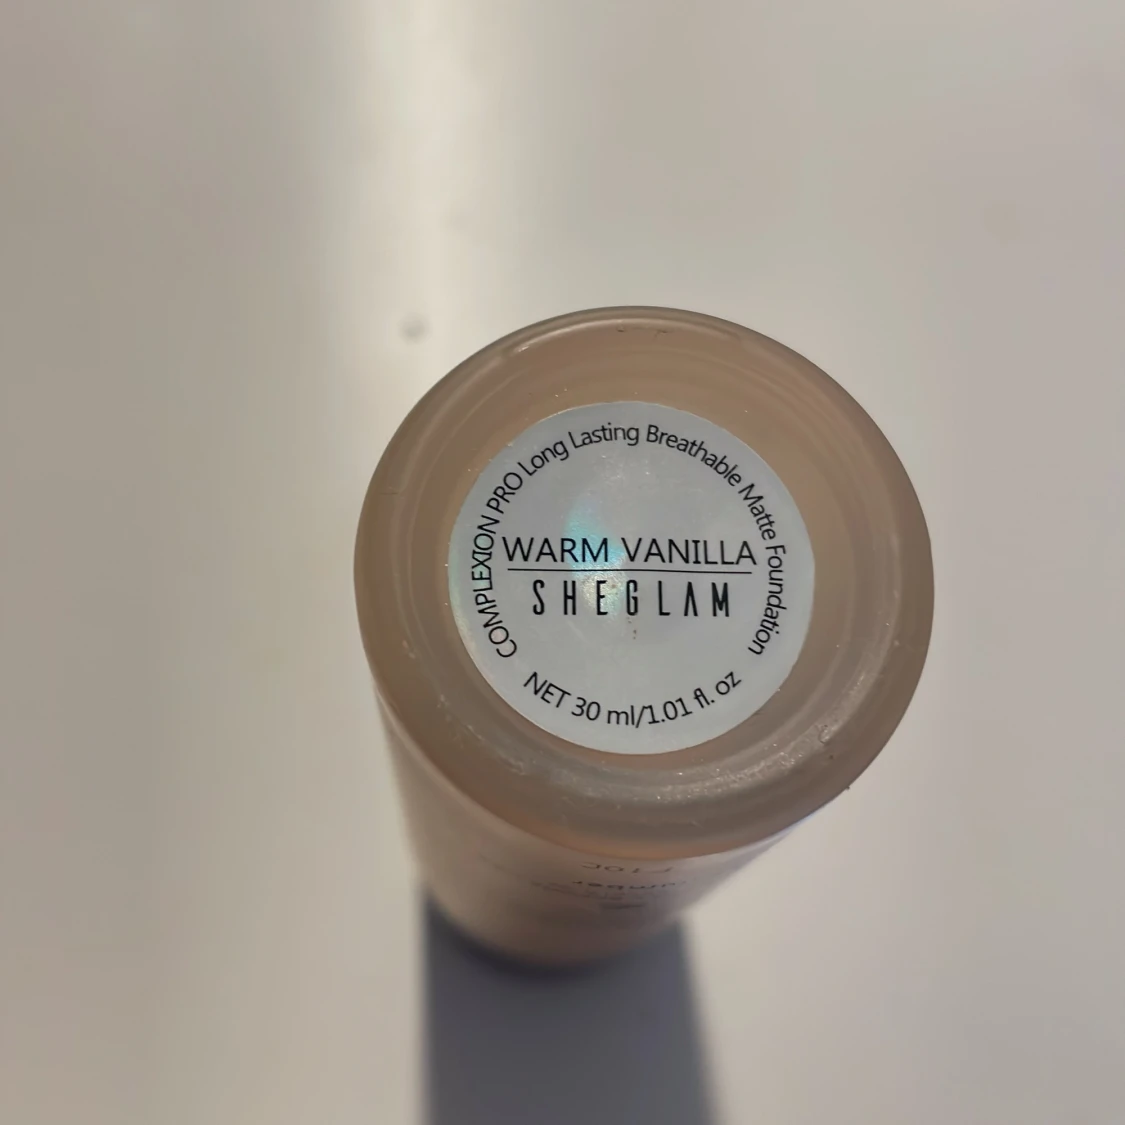 COMPLEXION PRO Long Lasting Breathable Matte Foundation
WARM VANILLA
SHEGLAM
NET 30 ml/1.01 fl. oz